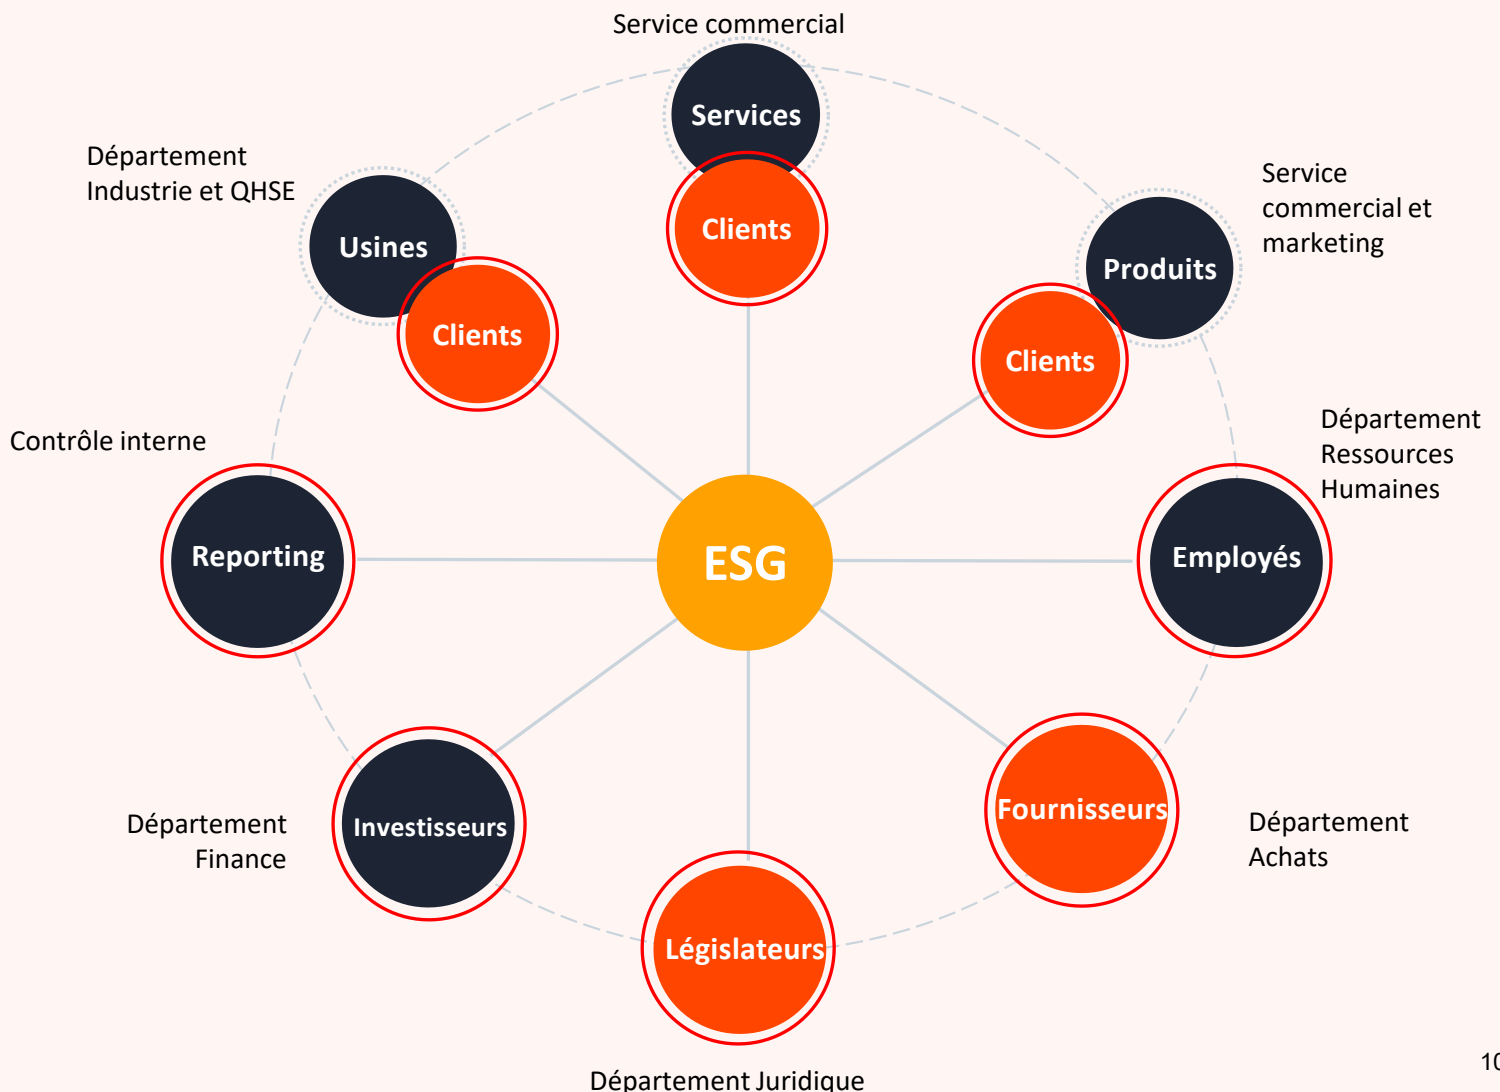 Service commercial
Services
Clients
Département
Industrie et QHSE
Usines
Clients
Service
commercial et
marketing
Produits
Clients
Contrôle interne
Reporting
ESG
Département
Ressources
Humaines
Employés
Département
Finance
Investisseurs
Fournisseurs
Département
Achats
Législateurs
Département Juridique
10